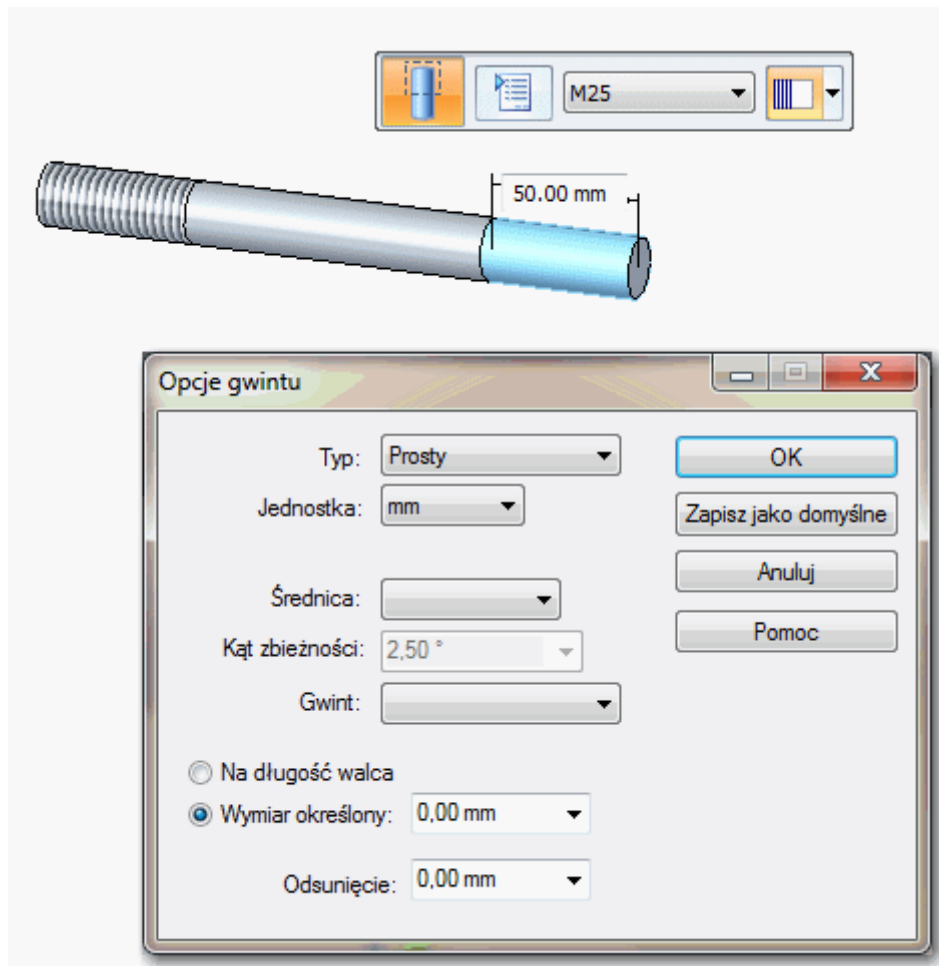 M25
50.00 mm
Opcje gwintu
Typ: Prosty
OK
Jednostka: mm
Zapisz jako domyślne
Anuluj
Średnica:
Pomoc
Kąt zbieżności: 2,50 °
Gwint:
Na długość walca
Wymiar określony: 0,00 mm
Odsunięcie: 0,00 mm